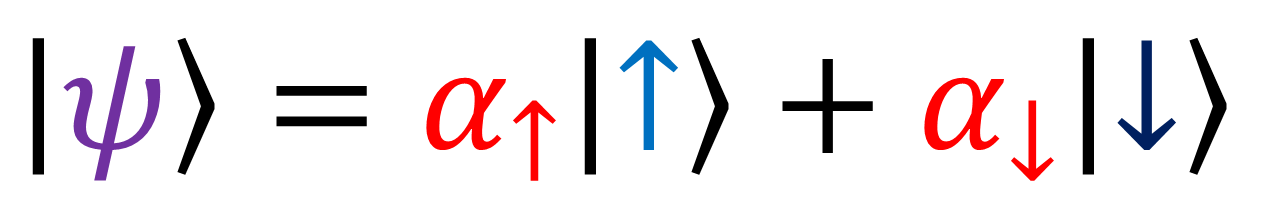 |ψ⟩ = α↑|↑⟩ + α↓|↓⟩